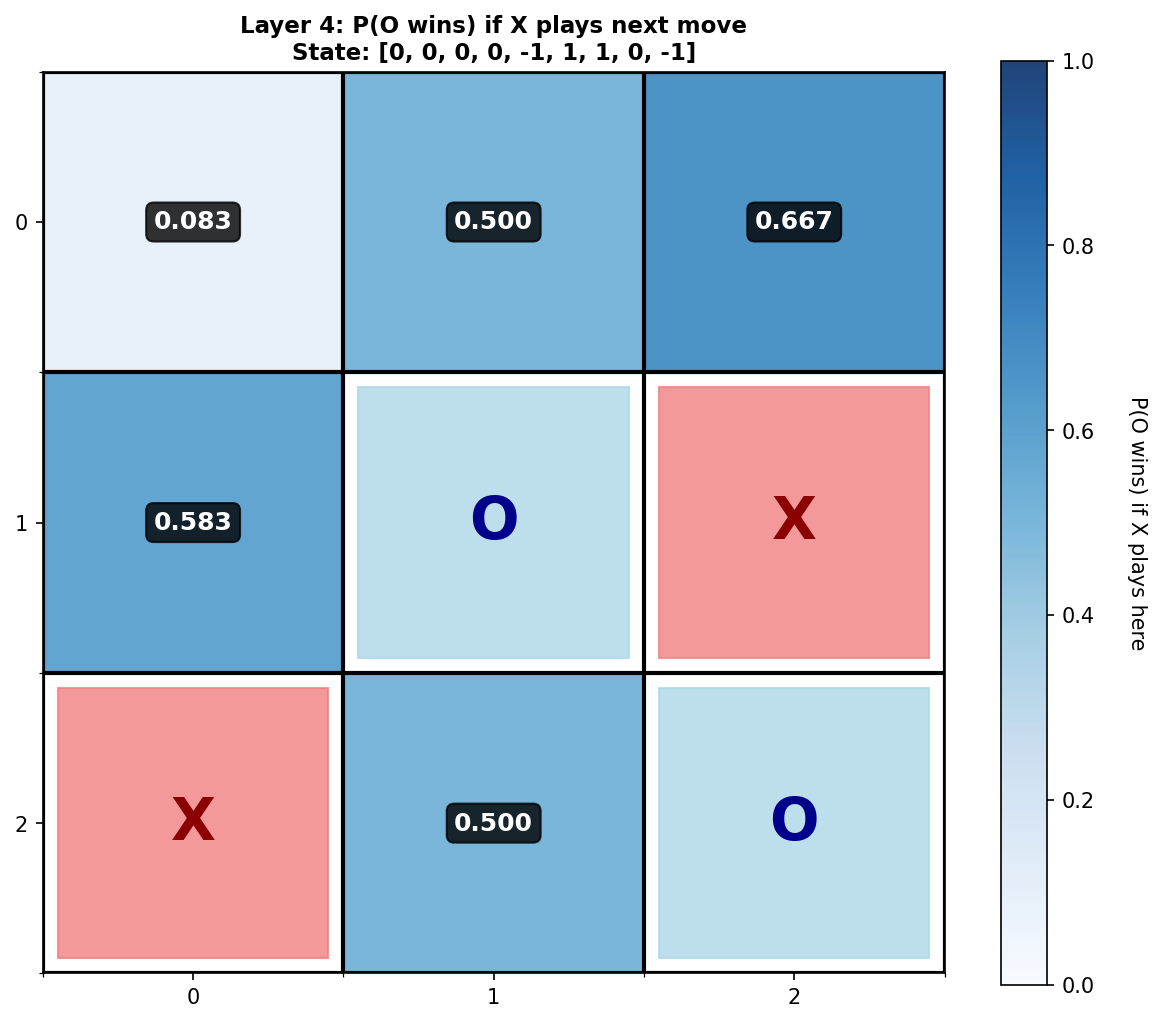 Layer 4: P(O wins) if X plays next move
State: [0, 0, 0, 0, -1, 1, 1, 0, -1]
0
0.083
0.500
0.667
1
0.583
O
X
2
X
0.500
O
0
1
2
1.0
0.8
0.6
0.4
0.2
0.0
P(O wins) if X plays here